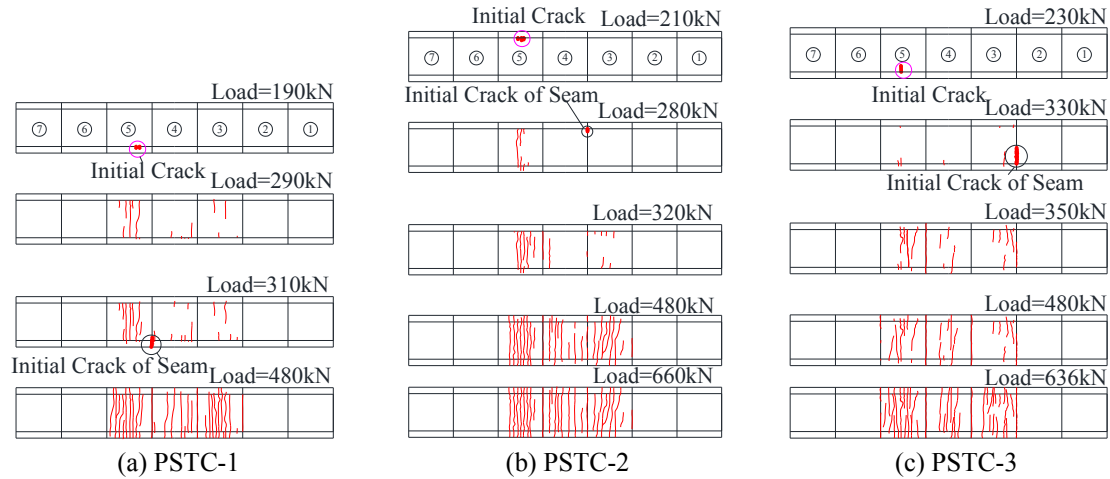 Load=190kN
⑦ ⑥ ⑤ ④ ③ ② ①
Initial Crack
Load=290kN
Load=310kN
Initial Crack of Seam
Load=480kN
(a) PSTC-1
Initial Crack
Load=210kN
⑦ ⑥ ⑤ ④ ③ ② ①
Initial Crack of Seam
Load=280kN
Load=320kN
Load=480kN
Load=660kN
(b) PSTC-2
Load=230kN
⑦ ⑥ ⑤ ④ ③ ② ①
Initial Crack
Load=330kN
Initial Crack of Seam
Load=350kN
Load=480kN
Load=636kN
(c) PSTC-3